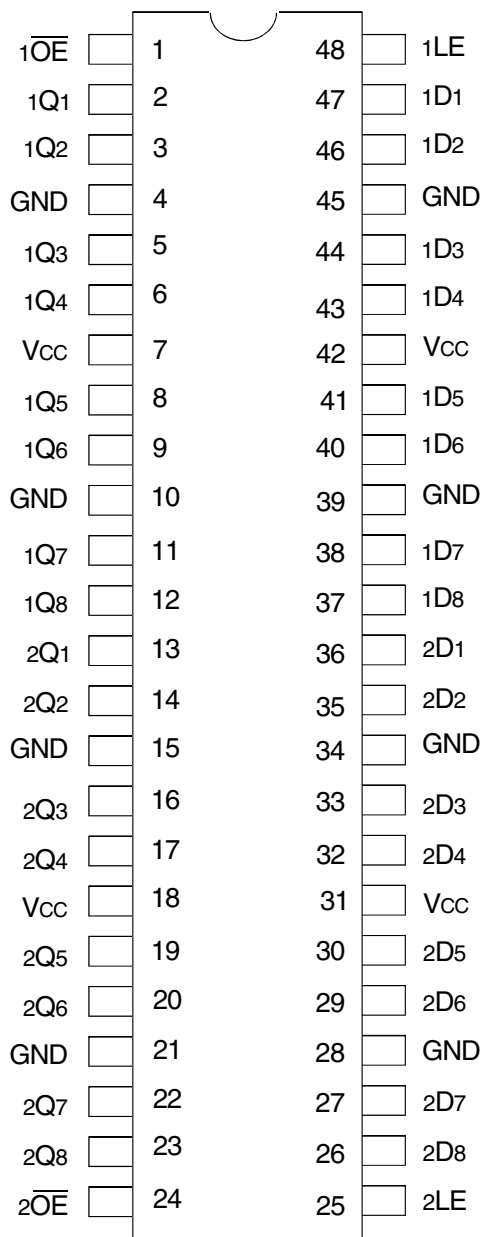 1OE 1 48 1LE
1Q1 2 47 1D1
1Q2 3 46 1D2
GND 4 45 GND
1Q3 5 44 1D3
1Q4 6 43 1D4
VCC 7 42 VCC
1Q5 8 41 1D5
1Q6 9 40 1D6
GND 10 39 GND
1Q7 11 38 1D7
1Q8 12 37 1D8
2Q1 13 36 2D1
2Q2 14 35 2D2
GND 15 34 GND
2Q3 16 33 2D3
2Q4 17 32 2D4
VCC 18 31 VCC
2Q5 19 30 2D5
2Q6 20 29 2D6
GND 21 28 GND
2Q7 22 27 2D7
2Q8 23 26 2D8
2OE 24 25 2LE